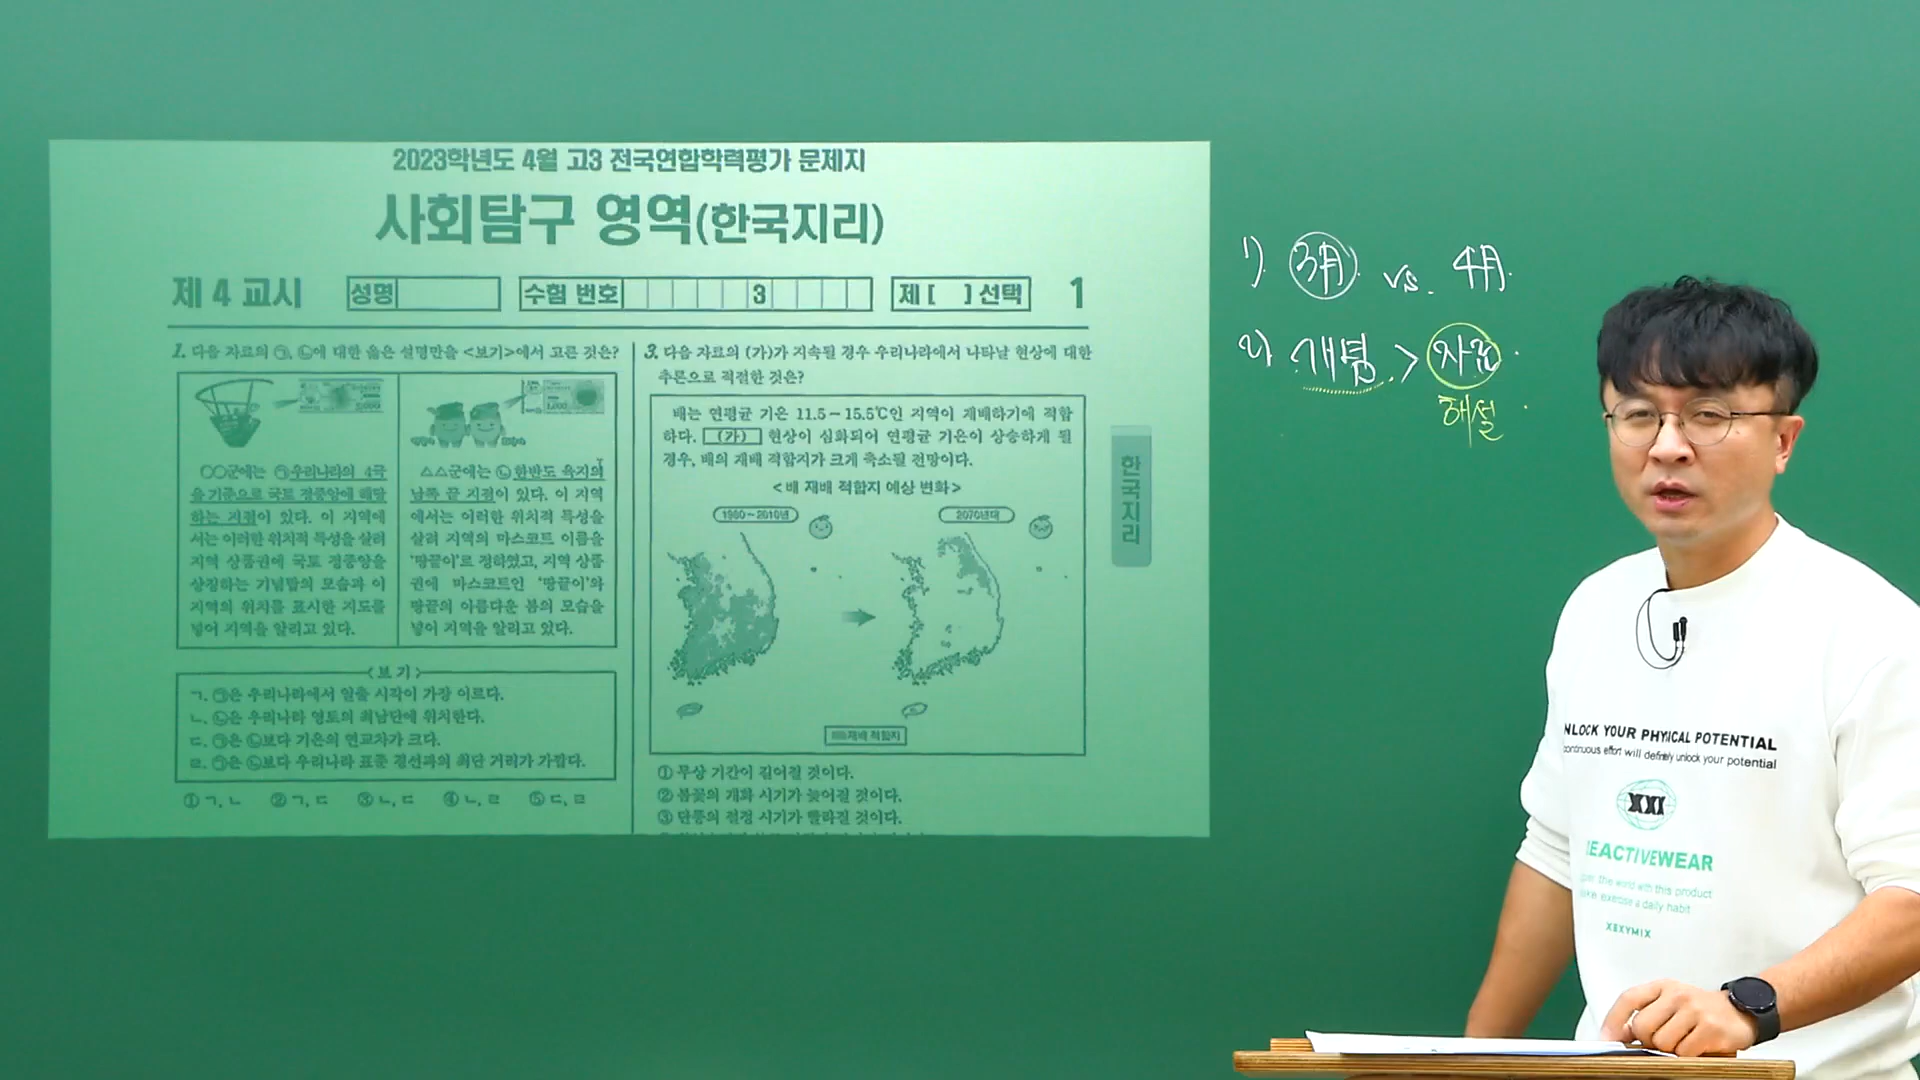 2023학년도 4월 고3 전국연합학력평가 문제지
사회탐구 영역(한국지리)
제 4 교시
성명
수험 번호
3
제 [ ] 선택
1
1. 다음 자료의 ㉠, ㉡에 대한 옳은 설명만을 <보기>에서 고른 것은?
○○군에는 ㉠우리나라의 4극
을 기준으로 국토 정중앙에 해당
하는 지점이 있다. 이 지역에
서는 이러한 위치적 특성을 살려
지역 상품권에 국토 정중앙을
상징하는 기념탑의 모습과 이
지역의 위치를 표시한 지도를
넣어 지역을 알리고 있다.
△△군에는 ㉡한반도 육지의
남쪽 끝 지점이 있다. 이 지역
에서는 이러한 위치적 특성을
살려 지역의 마스코트 이름을
'땅끝이'로 정하였고, 지역 상품
권에 마스코트인 '땅끝이'와
땅끝의 아름다운 봄의 모습을
넣어 지역을 알리고 있다.
<보 기>
ㄱ. ㉠은 우리나라에서 일출 시각이 가장 이르다.
ㄴ. ㉡은 우리나라 영토의 최남단에 위치한다.
ㄷ. ㉠은 ㉡보다 기온의 연교차가 크다.
ㄹ. ㉠은 ㉡보다 우리나라 표준 경선과의 최단 거리가 가깝다.
① ㄱ, ㄴ ② ㄱ, ㄷ ③ ㄴ, ㄷ ④ ㄴ, ㄹ ⑤ ㄷ, ㄹ
3. 다음 자료의 (가)가 지속될 경우 우리나라에서 나타날 현상에 대한
추론으로 적절한 것은?
배는 연평균 기온 11.5～15.5℃인 지역이 재배하기에 적합
하다. (가) 현상이 심화되어 연평균 기온이 상승하게 될
경우, 배의 재배 적합지가 크게 축소될 전망이다.
<배 재배 적합지 예상 변화>
1980～2010년
2070년대
재배 적합지
① 무상 기간이 길어질 것이다.
② 봄꽃의 개화 시기가 늦어질 것이다.
③ 단풍의 절정 시기가 빨라질 것이다.
한국지리
1) 3月 vs. 4月.
2) 개념 > 자료
해설
NLOCK YOUR PHYSICAL POTENTIAL
continuous effort will definitely unlock your potential
XXI
EACTIVEWEAR
the world with this product
exercise a daily habit
XEXYMIX